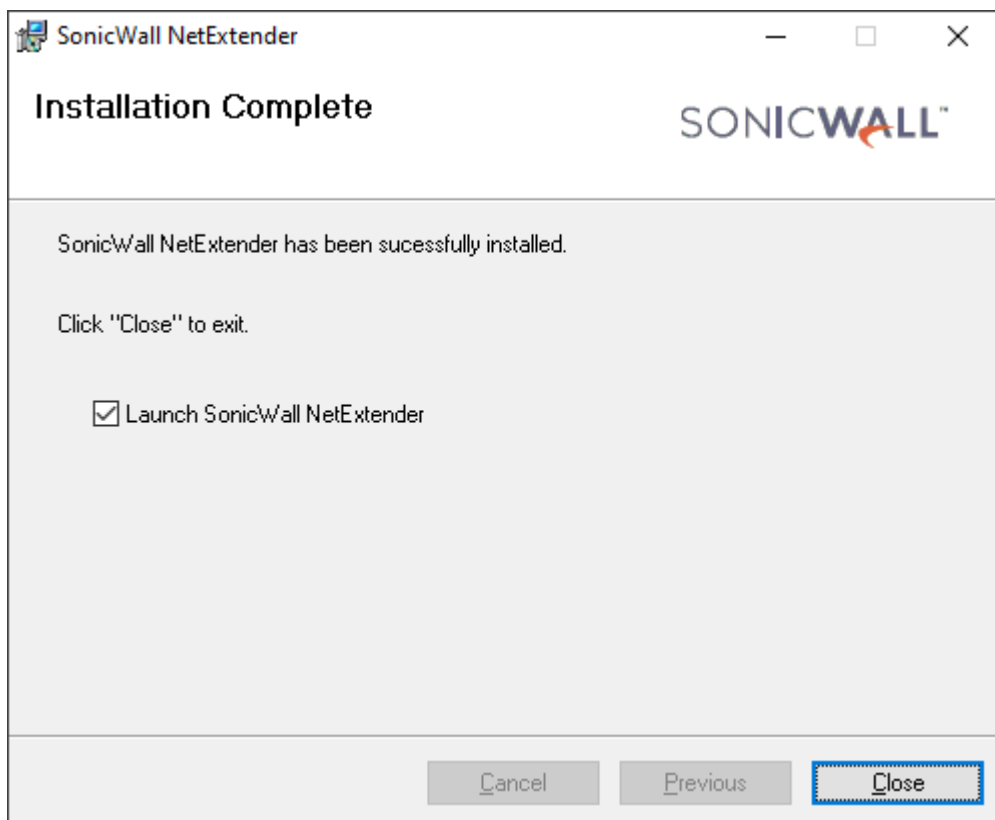 SonicWall NetExtender
Installation Complete
SONICWALL™
SonicWall NetExtender has been sucessfully installed.
Click "Close" to exit.
Launch SonicWall NetExtender
Cancel
Previous
Close